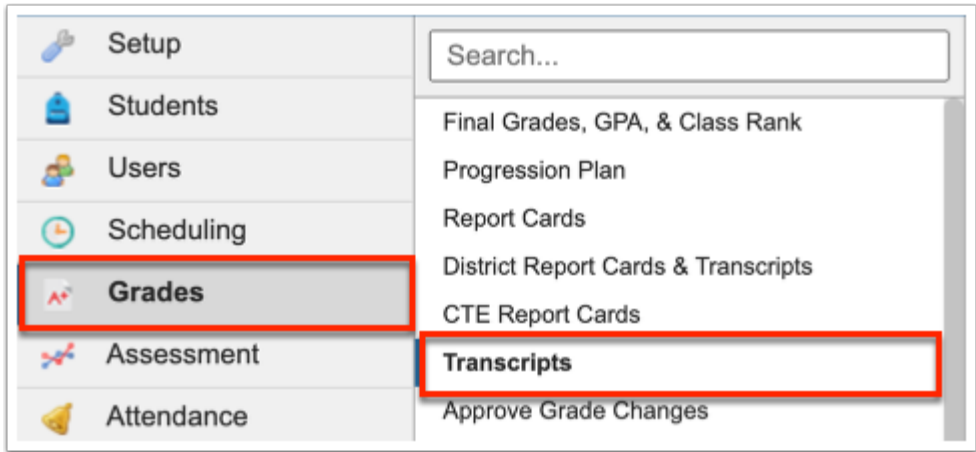 Setup
Students
Users
Scheduling
A+
Grades
Assessment
Attendance
Search...
Final Grades, GPA, & Class Rank
Progression Plan
Report Cards
District Report Cards & Transcripts
CTE Report Cards
Transcripts
Approve Grade Changes